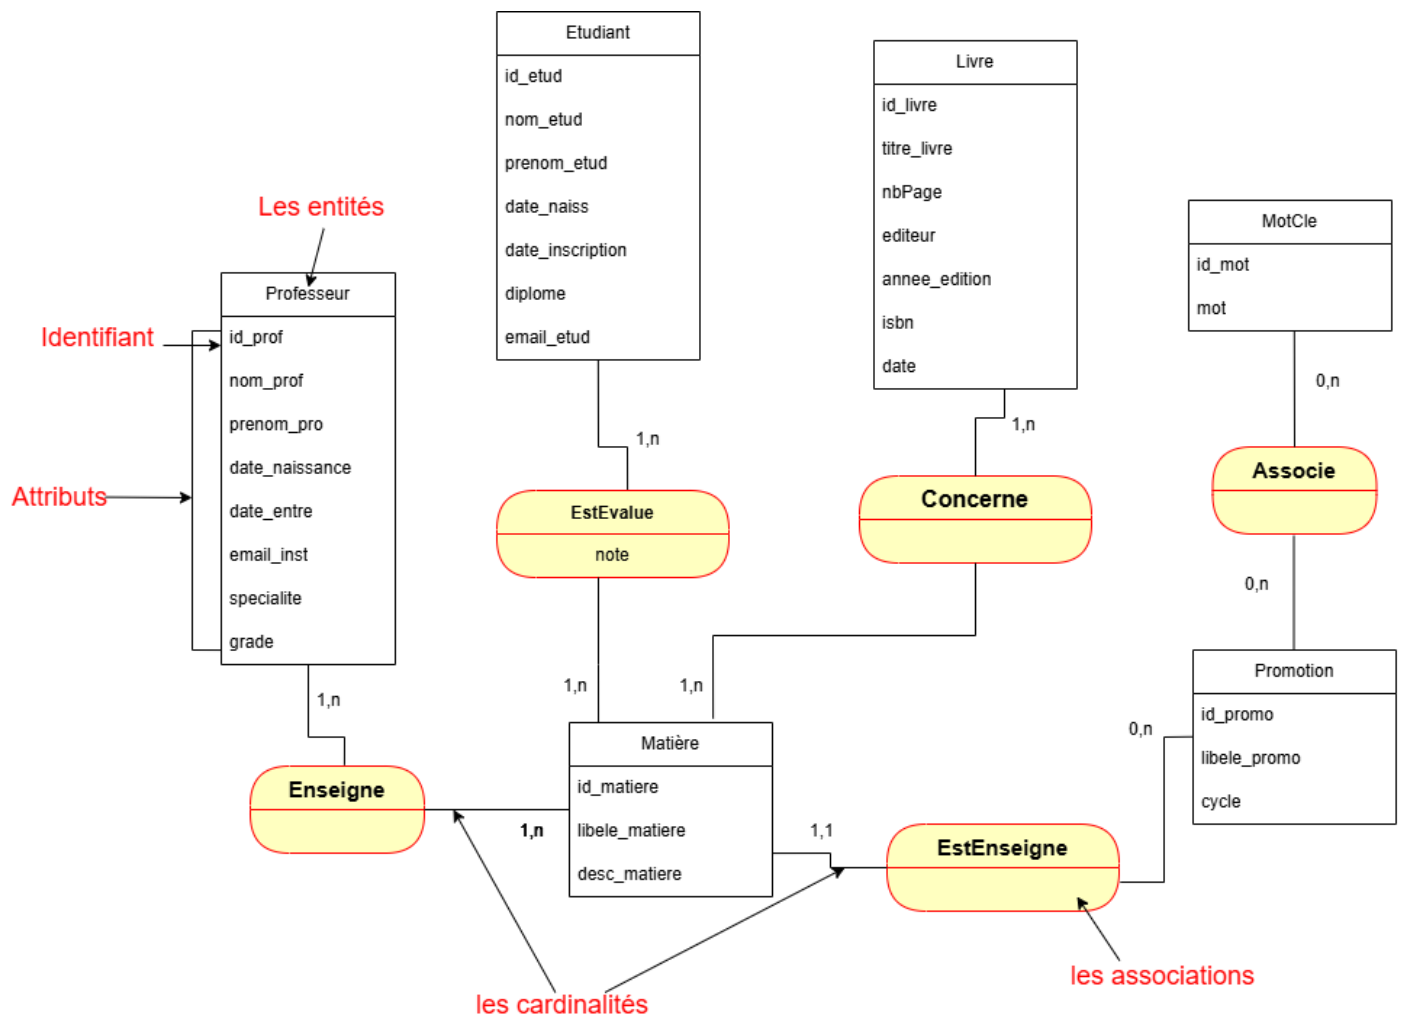 Etudiant
id_etud
nom_etud
prenom_etud
date_naiss
date_inscription
diplome
email_etud
Livre
id_livre
titre_livre
nbPage
editeur
annee_edition
isbn
date
MotCle
id_mot
mot
Les entités
Professeur
Identifiant
id_prof
nom_prof
prenom_pro
date_naissance
Attributs
date_entre
email_inst
specialite
grade
1,n
1,n
0,n
EstEvalue
note
Concerne
Associe
0,n
1,n
1,n
1,n
Promotion
id_promo
libele_promo
cycle
0,n
Matière
id_matiere
libele_matiere
desc_matiere
Enseigne
1,n
1,1
EstEnseigne
les cardinalités
les associations